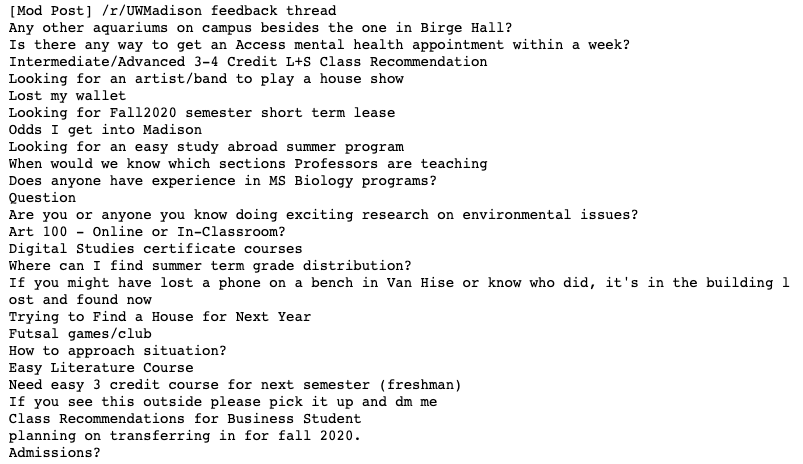 [Mod Post] /r/UWMadison feedback thread
Any other aquariums on campus besides the one in Birge Hall?
Is there any way to get an Access mental health appointment within a week?
Intermediate/Advanced 3-4 Credit L+S Class Recommendation
Looking for an artist/band to play a house show
Lost my wallet
Looking for Fall2020 semester short term lease
Odds I get into Madison
Looking for an easy study abroad summer program
When would we know which sections Professors are teaching
Does anyone have experience in MS Biology programs?
Question
Are you or anyone you know doing exciting research on environmental issues?
Art 100 - Online or In-Classroom?
Digital Studies certificate courses
Where can I find summer term grade distribution?
If you might have lost a phone on a bench in Van Hise or know who did, it's in the building l
ost and found now
Trying to Find a House for Next Year
Futsal games/club
How to approach situation?
Easy Literature Course
Need easy 3 credit course for next semester (freshman)
If you see this outside please pick it up and dm me
Class Recommendations for Business Student
planning on transferring in for fall 2020.
Admissions?